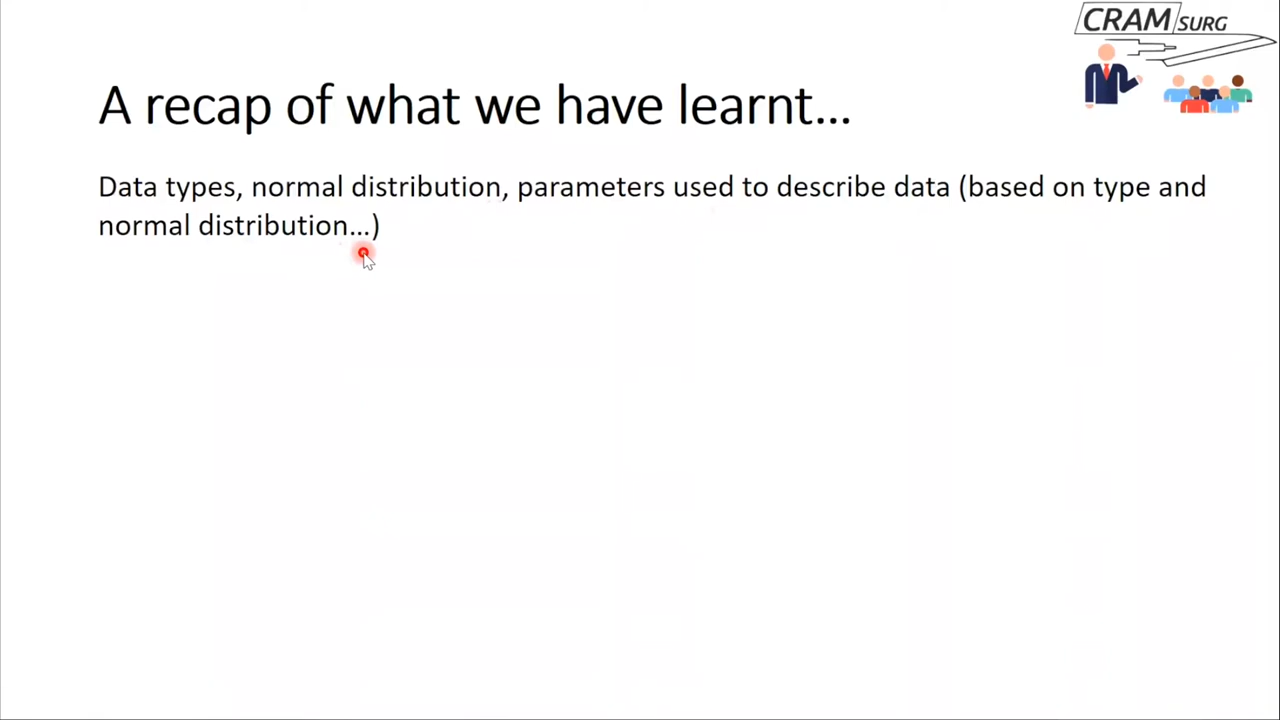 CRAM SURG
A recap of what we have learnt...
Data types, normal distribution, parameters used to describe data (based on type and
normal distribution...)